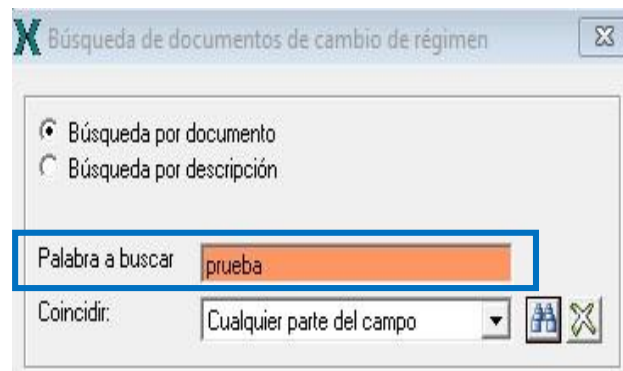 Búsqueda de documentos de cambio de régimen
Búsqueda por documento
Búsqueda por descripción
Palabra a buscar prueba
Coincidir: Cualquier parte del campo